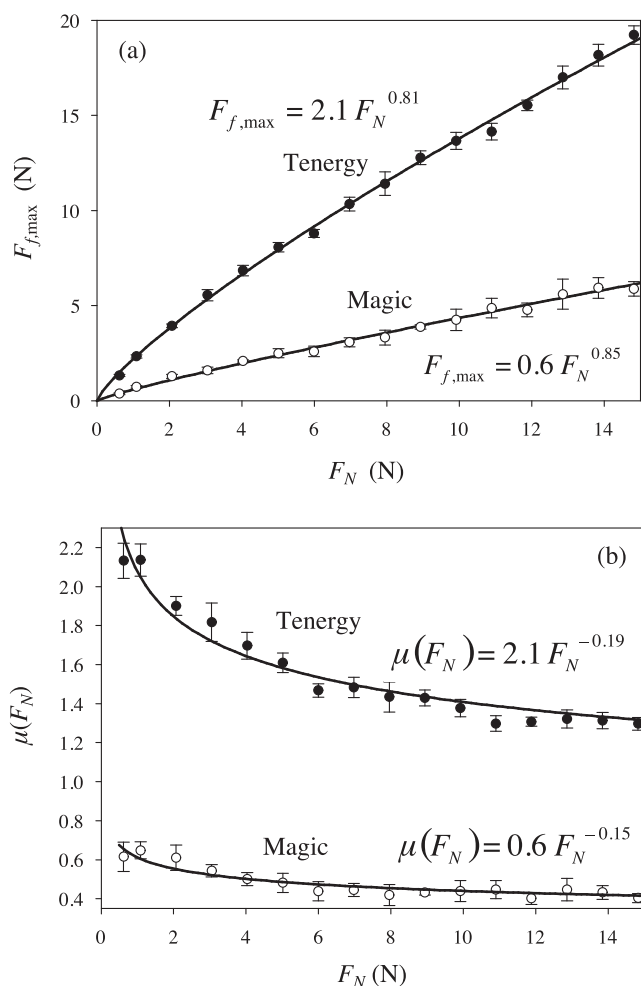 (a)
20
15
10
5
0
F_{f,max} (N)
F_{f,max} = 2.1 F_N^{0.81}
Tenergy
Magic
F_{f,max} = 0.6 F_N^{0.85}
0 2 4 6 8 10 12 14
F_N (N)
(b)
2.2
2.0
1.8
1.6
1.4
1.2
1.0
0.8
0.6
0.4
μ(F_N)
Tenergy
μ(F_N) = 2.1 F_N^{-0.19}
Magic
μ(F_N) = 0.6 F_N^{-0.15}
0 2 4 6 8 10 12 14
F_N (N)